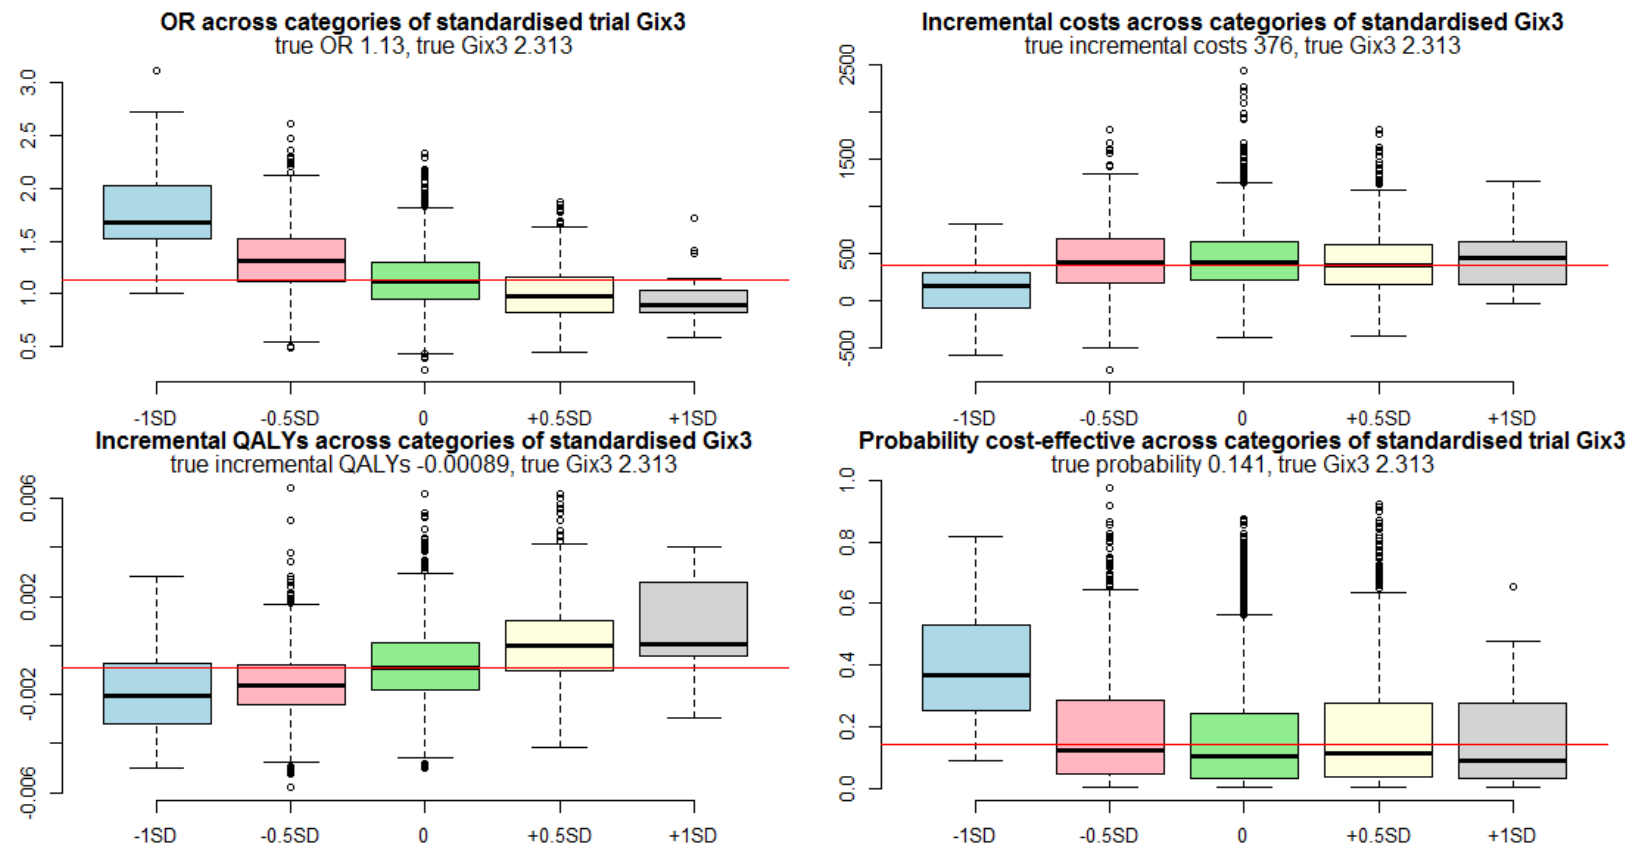 OR across categories of standardised trial Gix3
true OR 1.13, true Gix3 2.313
3.0
2.5
2.0
1.5
1.0
0.5
-1SD -0.5SD 0 +0.5SD +1SD
Incremental costs across categories of standardised Gix3
true incremental costs 376, true Gix3 2.313
2500
1500
500
0
-500
-1SD -0.5SD 0 +0.5SD +1SD
Incremental QALYs across categories of standardised Gix3
true incremental QALYs -0.00089, true Gix3 2.313
0.006
0.002
-0.002
-0.006
-1SD -0.5SD 0 +0.5SD +1SD
Probability cost-effective across categories of standardised trial Gix3
true probability 0.141, true Gix3 2.313
1.0
0.8
0.6
0.4
0.2
0.0
-1SD -0.5SD 0 +0.5SD +1SD